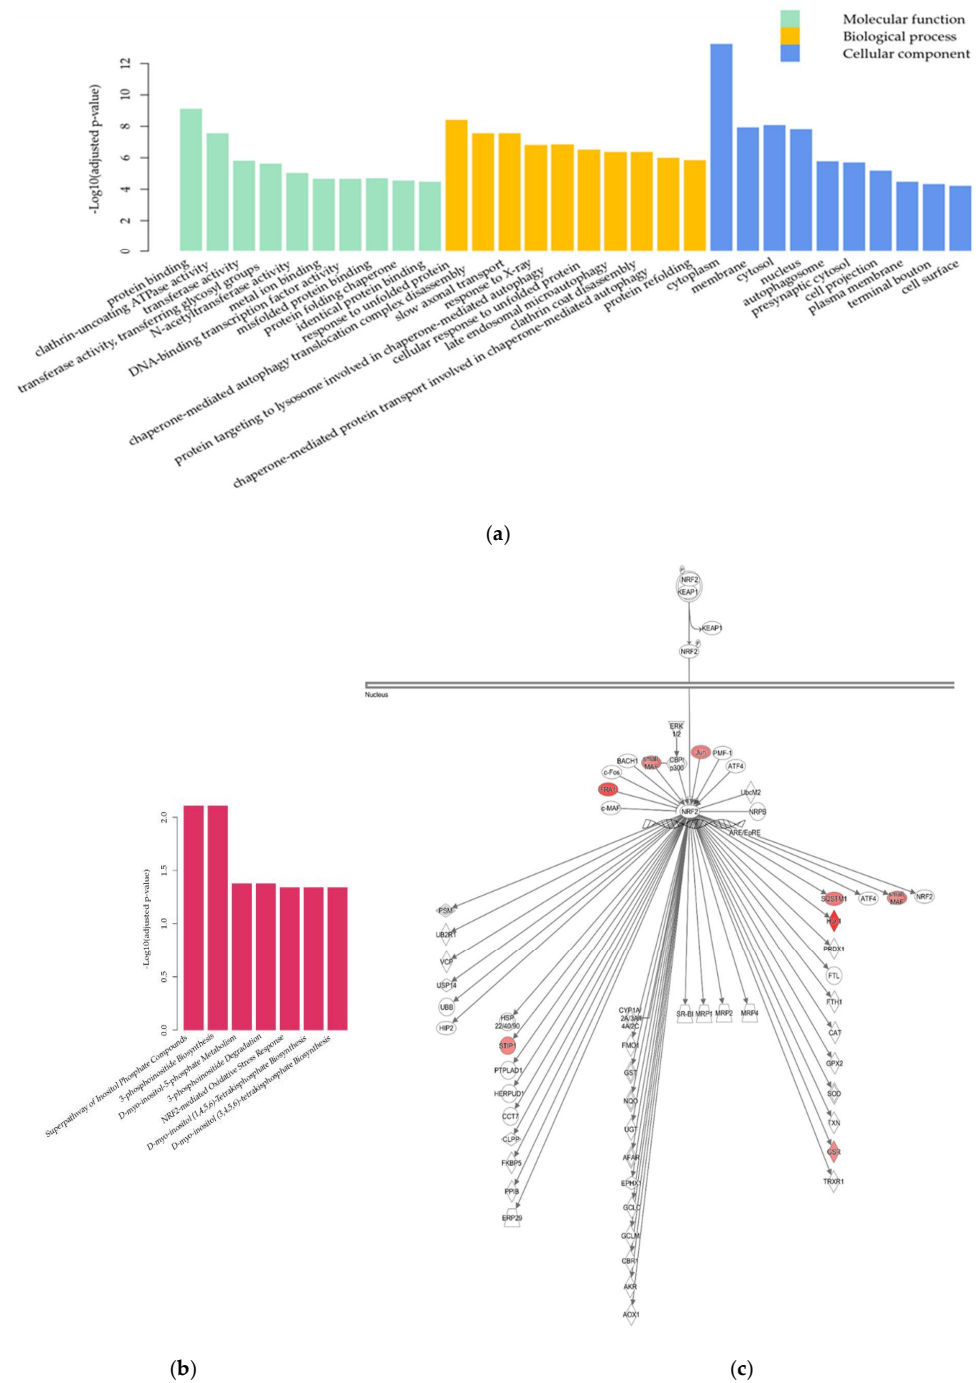 Molecular function
Biological process
Cellular component
-Log10(adjusted p-value)
12
10
8
6
4
2
0
protein binding
clathrin-uncoating ATPase activity
transferase activity
transferase activity, transferring glycosyl groups
N-acetyltransferase activity
metal ion binding
DNA-binding transcription factor activity
misfolded protein binding
protein folding chaperone
identical protein binding
response to unfolded protein
chaperone-mediated autophagy translocation complex disassembly
slow axonal transport
response to X-ray
protein targeting to lysosome involved in chaperone-mediated autophagy
cellular response to unfolded protein
late endosomal microautophagy
clathrin coat disassembly
chaperone-mediated protein transport involved in chaperone-mediated autophagy
protein refolding
cytoplasm
membrane
cytosol
nucleus
autophagosome
presynaptic cytosol
cell projection
plasma membrane
terminal bouton
cell surface
(a)
-Log10(adjusted p-value)
2.0
1.5
1.0
0.5
0.0
Superpathway of Inositol Phosphate Compounds
3-phosphoinositide Biosynthesis
D-myo-inositol-5-phosphate Metabolism
3-phosphoinositide Degradation
NRF2-mediated Oxidative Stress Response
D-myo-inositol (1,4,5,6)-Tetrakisphosphate Biosynthesis
D-myo-inositol (3,4,5,6)-tetrakisphosphate Biosynthesis
(b)
P
NRF2
KEAP1
KEAP1
P
NRF2
Nucleus
ERK
1/2
small
MAF
CBP/
p300
Jun
PMF-1
BACH1
ATF4
c-Fos
FRA1
UbcM2
c-MAF
NRF2
NRPB
ARE/EpRE
PSM
UB2R1
VCP
USP14
UBB
HIP2
HSP
22/40/90
STIP1
PTPLAD1
HERPUD1
CCT7
CLPP
FKBP5
PPIB
ERP29
CYP1A
2A/3A4
4A/2C
FMO1
GST
NQO
UGT
AFAR
EPHX1
GCLC
GCLM
CBR1
AKR
AOX1
SR-BI
MRP1
MRP2
MRP4
SQSTM1
ATF4
small
MAF
NRF2
PRDX1
FTL
FTH1
CAT
GPX2
SOD
TXN
GSR
TRXR1
(c)